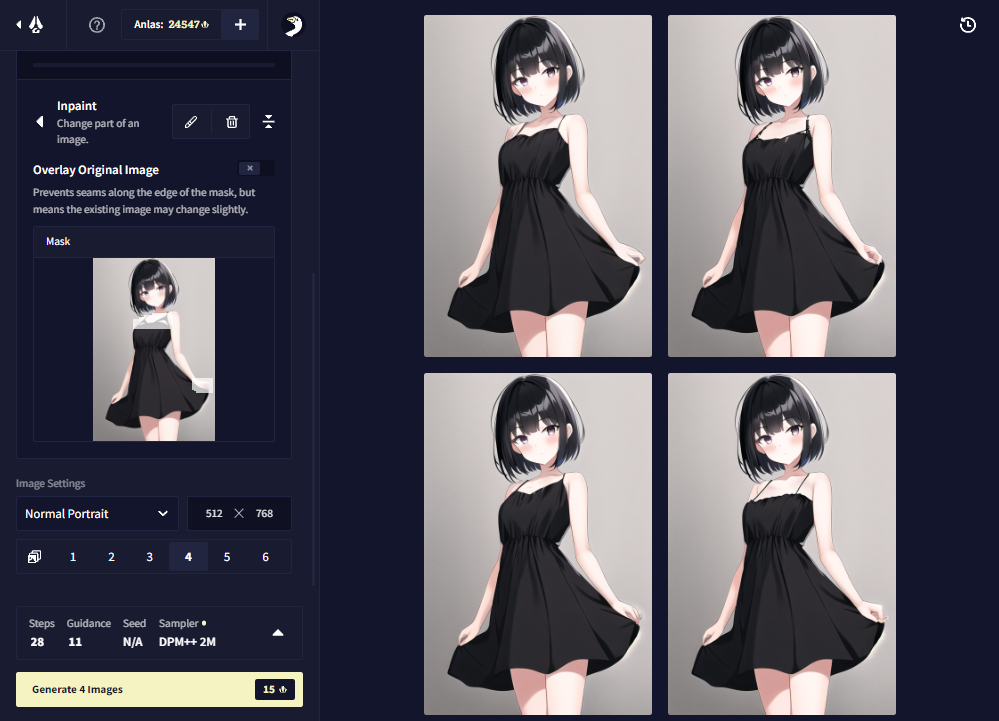 Anlas: 24547
Inpaint
Change part of an
image.
Overlay Original Image
Prevents seams along the edge of the mask, but
means the existing image may change slightly.
Mask
Image Settings
Normal Portrait
512 × 768
1 2 3 4 5 6
Steps Guidance Seed Sampler
28 11 N/A DPM++ 2M
Generate 4 Images 15